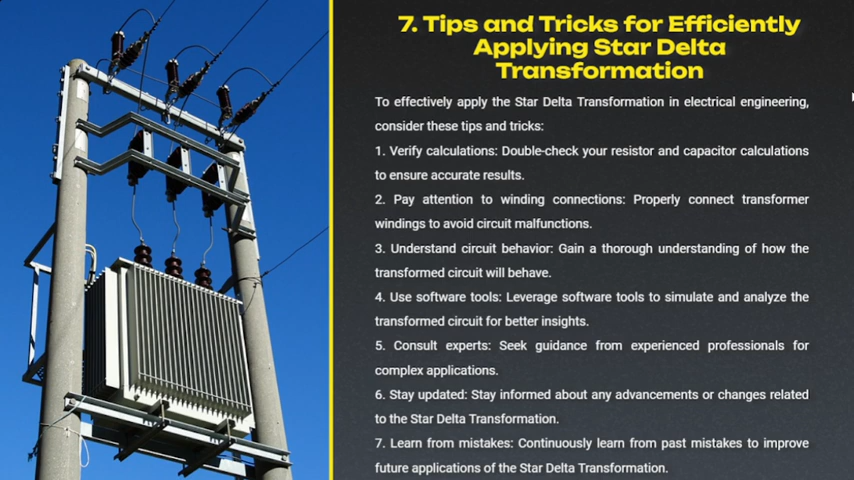 7. Tips and Tricks for Efficiently
Applying Star Delta
Transformation
To effectively apply the Star Delta Transformation in electrical engineering,
consider these tips and tricks:
1. Verify calculations: Double-check your resistor and capacitor calculations
to ensure accurate results.
2. Pay attention to winding connections: Properly connect transformer
windings to avoid circuit malfunctions.
3. Understand circuit behavior: Gain a thorough understanding of how the
transformed circuit will behave.
4. Use software tools: Leverage software tools to simulate and analyze the
transformed circuit for better insights.
5. Consult experts: Seek guidance from experienced professionals for
complex applications.
6. Stay updated: Stay informed about any advancements or changes related
to the Star Delta Transformation.
7. Learn from mistakes: Continuously learn from past mistakes to improve
future applications of the Star Delta Transformation.